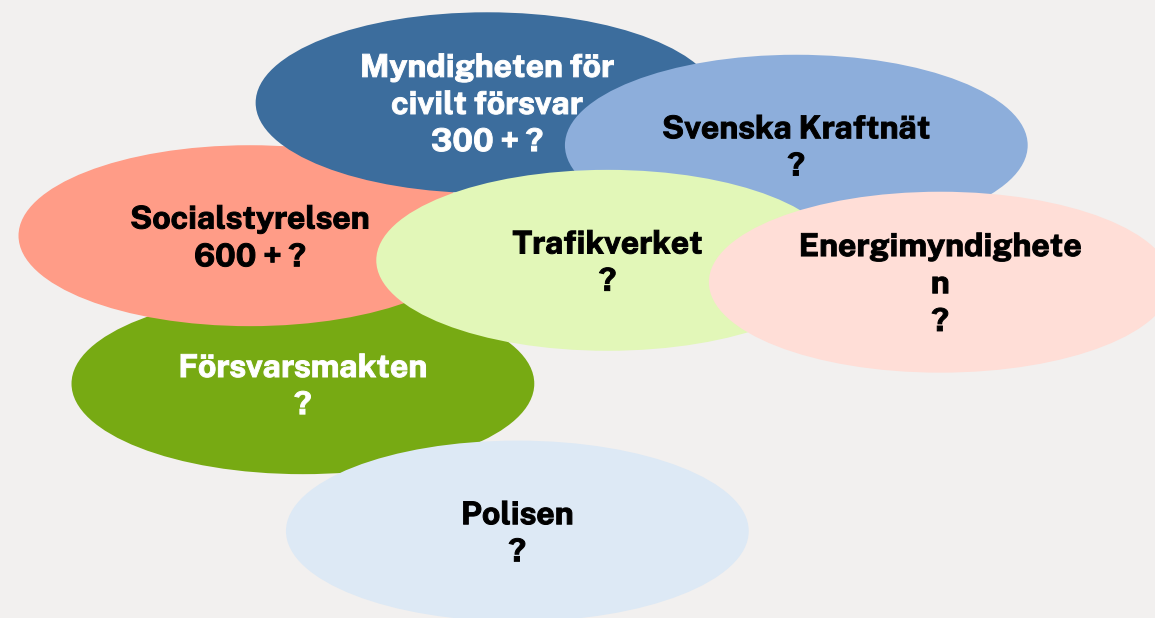 Myndigheten för
civilt försvar
300 + ?
Svenska Kraftnät
?
Socialstyrelsen
600 + ?
Trafikverket
?
Energimyndighete
n
?
Försvarsmakten
?
Polisen
?